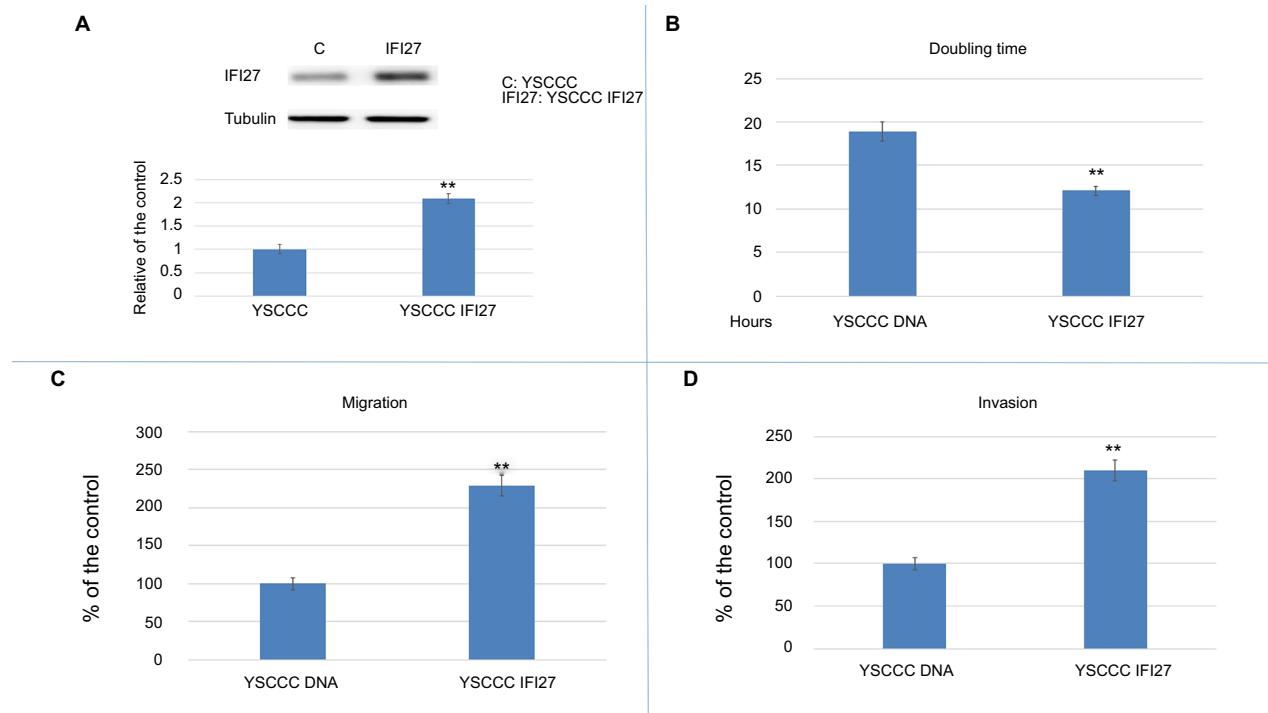 A
C IFI27
IFI27
Tubulin
C: YSCCC
IFI27: YSCCC IFI27
Relative of the control
2.5
2
1.5
1
0.5
0
**
YSCCC YSCCC IFI27
B
Doubling time
25
20
15
10
5
0
**
Hours YSCCC DNA YSCCC IFI27
C
Migration
% of the control
300
250
200
150
100
50
0
**
YSCCC DNA YSCCC IFI27
D
Invasion
% of the control
250
200
150
100
50
0
**
YSCCC DNA YSCCC IFI27